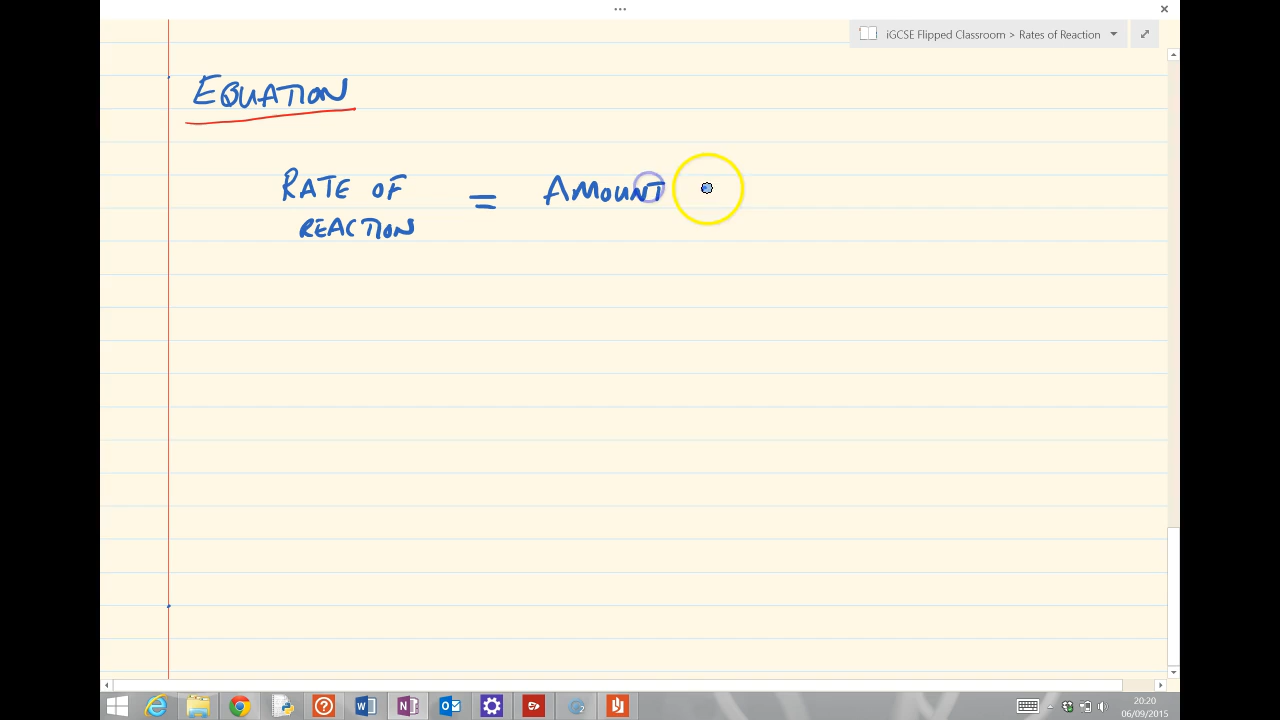 iGCSE Flipped Classroom > Rates of Reaction
EQUATION
RATE OF REACTION = AMOUNT
20:20
06/09/2015